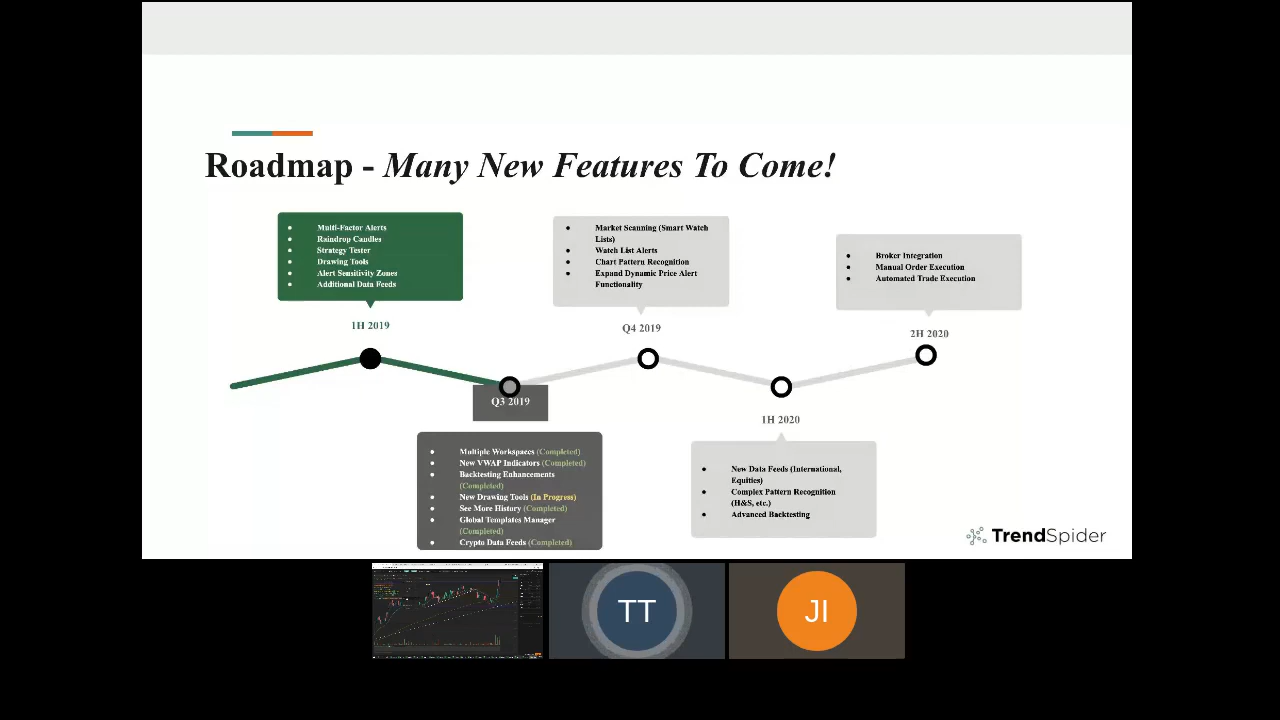 Roadmap - Many New Features To Come!
Multi-Factor Alerts
Raindrop Candles
Strategy Tester
Drawing Tools
Alert Sensitivity Zones
Additional Data Feeds
1H 2019
Market Scanning (Smart Watch
Lists)
Watch List Alerts
Chart Pattern Recognition
Expand Dynamic Price Alert
Functionality
Q4 2019
Broker Integration
Manual Order Execution
Automated Trade Execution
2H 2020
Q3 2019
Multiple Workspaces (Completed)
New VWAP Indicators (Completed)
Backtesting Enhancements
(Completed)
New Drawing Tools (In Progress)
See More History (Completed)
Global Templates Manager
(Completed)
Crypto Data Feeds (Completed)
1H 2020
New Data Feeds (International,
Equities)
Complex Pattern Recognition
(H&S, etc.)
Advanced Backtesting
TrendSpider
TT
JI